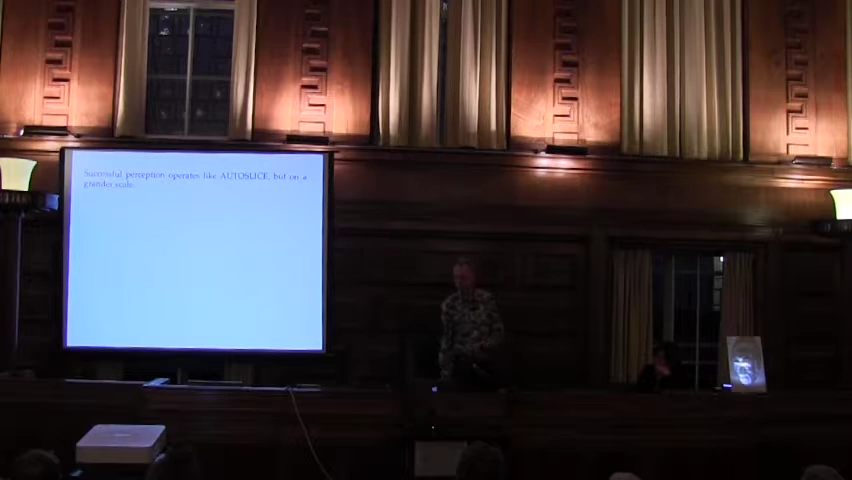 Successful perception operates like AUTOSLICE, but on a
grander scale.